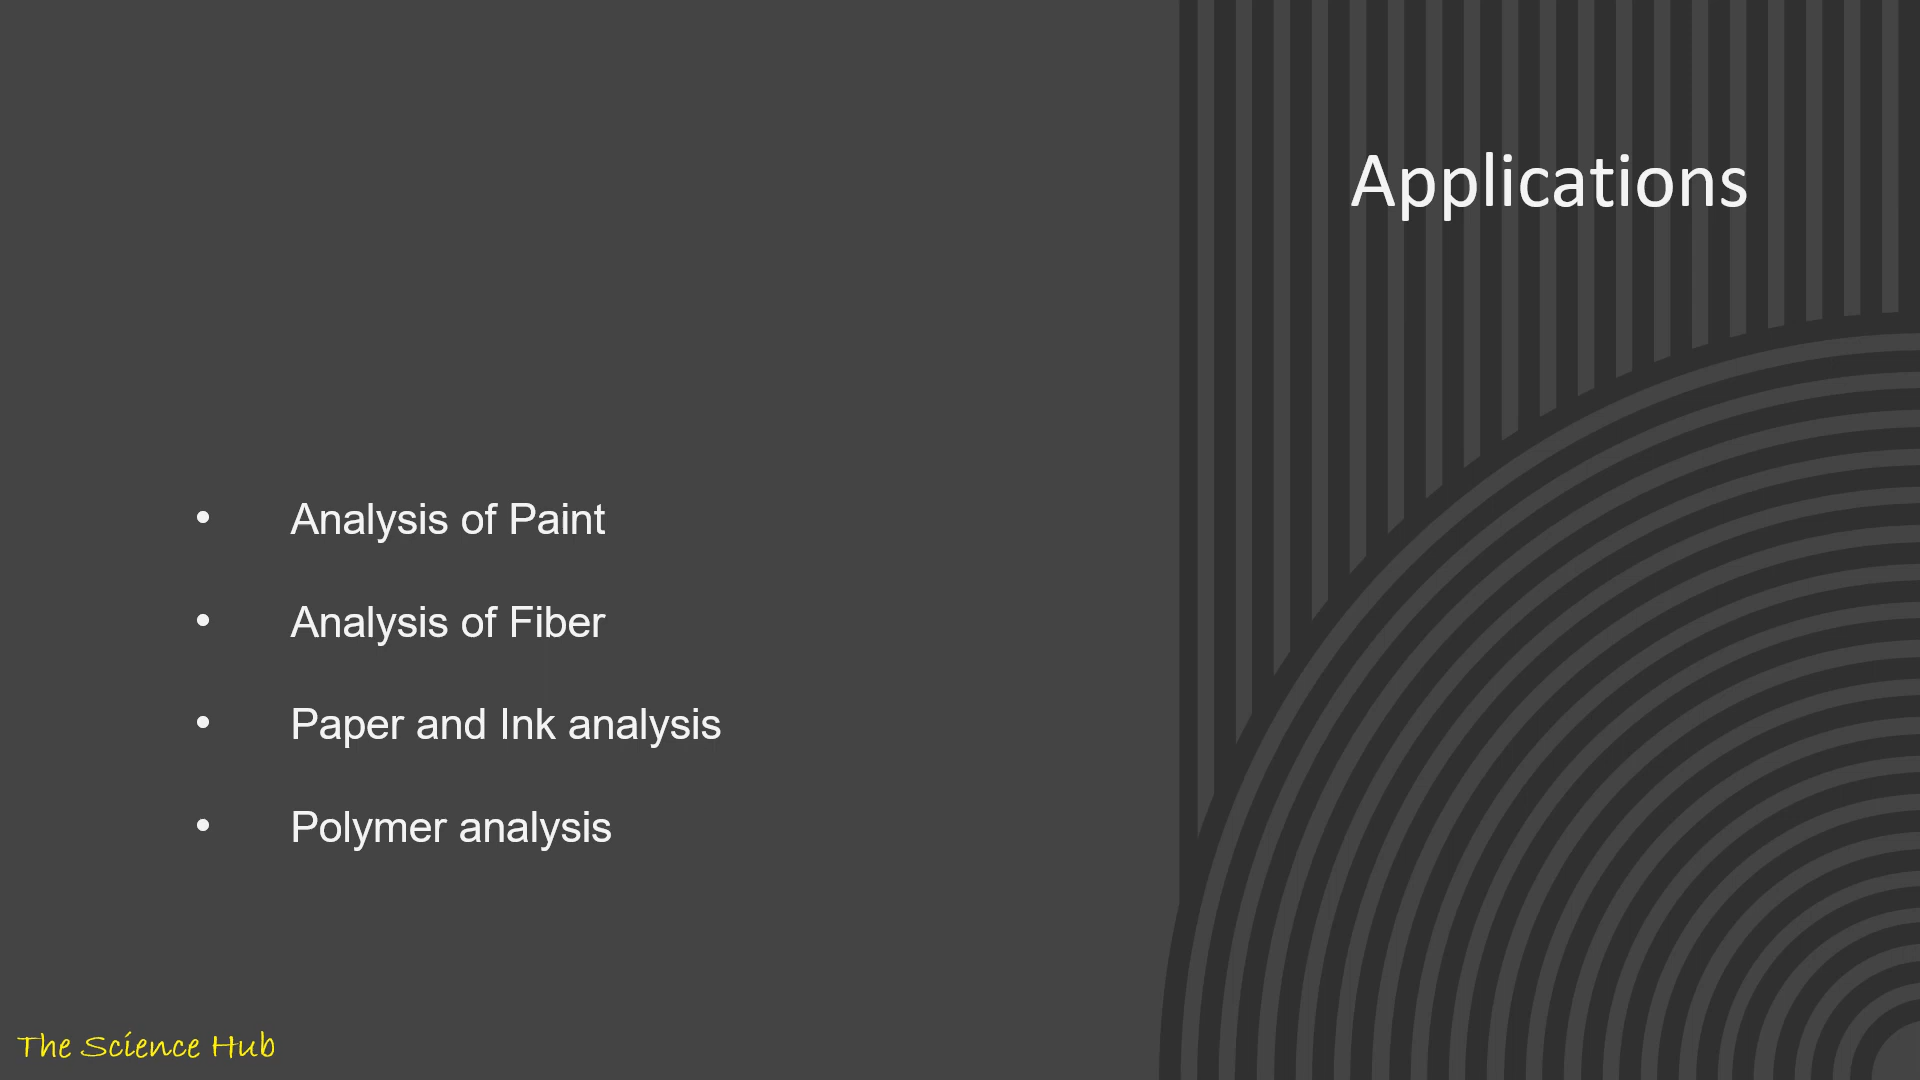 Applications
• Analysis of Paint
• Analysis of Fiber
• Paper and Ink analysis
• Polymer analysis
The Science Hub